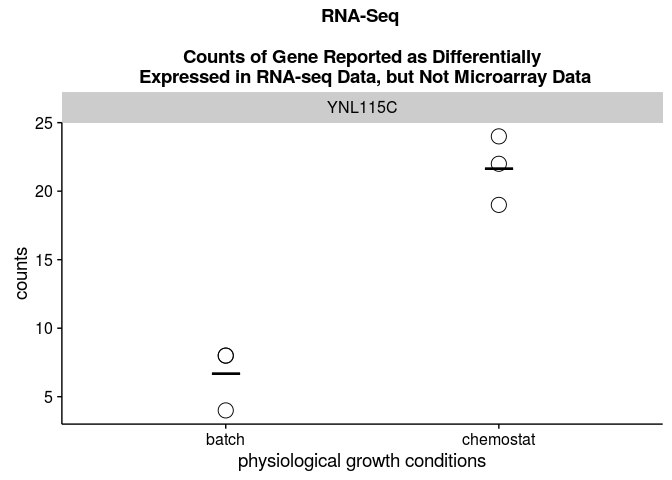 RNA-Seq
Counts of Gene Reported as Differentially
Expressed in RNA-seq Data, but Not Microarray Data
YNL115C
25
20
15
10
5
counts
batch
chemostat
physiological growth conditions